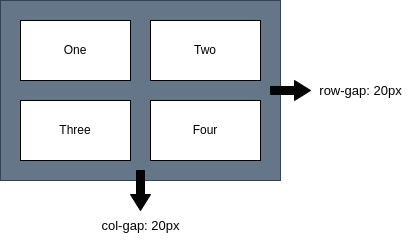 One
Two
row-gap: 20px
Three
Four
col-gap: 20px